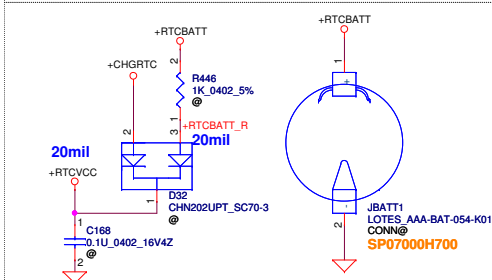 +RTCBATT
+RTCBATT
+CHGRTC
2
R446
1K_0402_5%
@
1
1
+RTCBATT_R
2
3
20mil
20mil
+RTCVCC
D32
CHN202UPT_SC70-3
@
1
1
C168
0.1U_0402_16V4Z
@
2
+
-
JBATT1
LOTES_AAA-BAT-054-K01
CONN@
SP07000H700
2